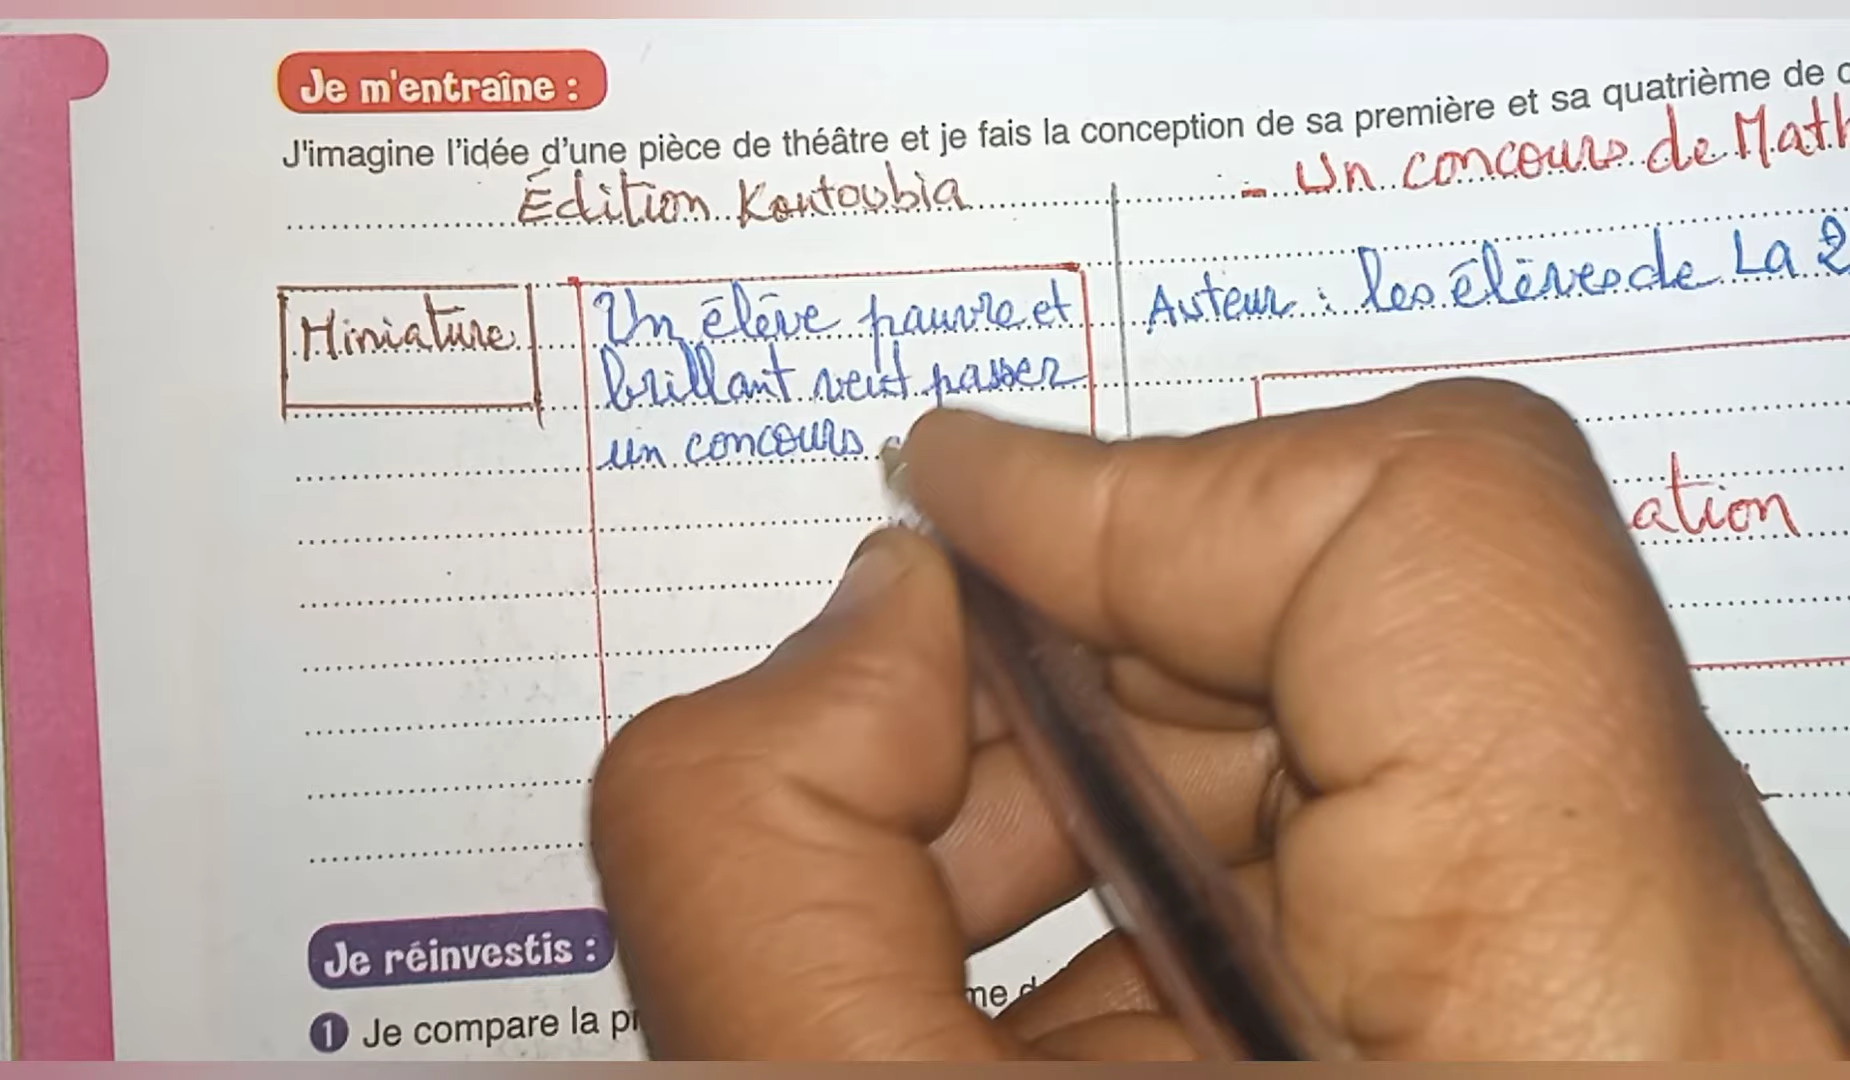 Je m'entraîne :
J'imagine l'idée d'une pièce de théâtre et je fais la conception de sa première et sa quatrième de
Édition Koutoubia
- Un concours de Math
Miniature
Un élève pauvre et
brillant veut passer
un concours
Auteur : les élèves de La 2
ation
Je réinvestis :
1 Je compare la